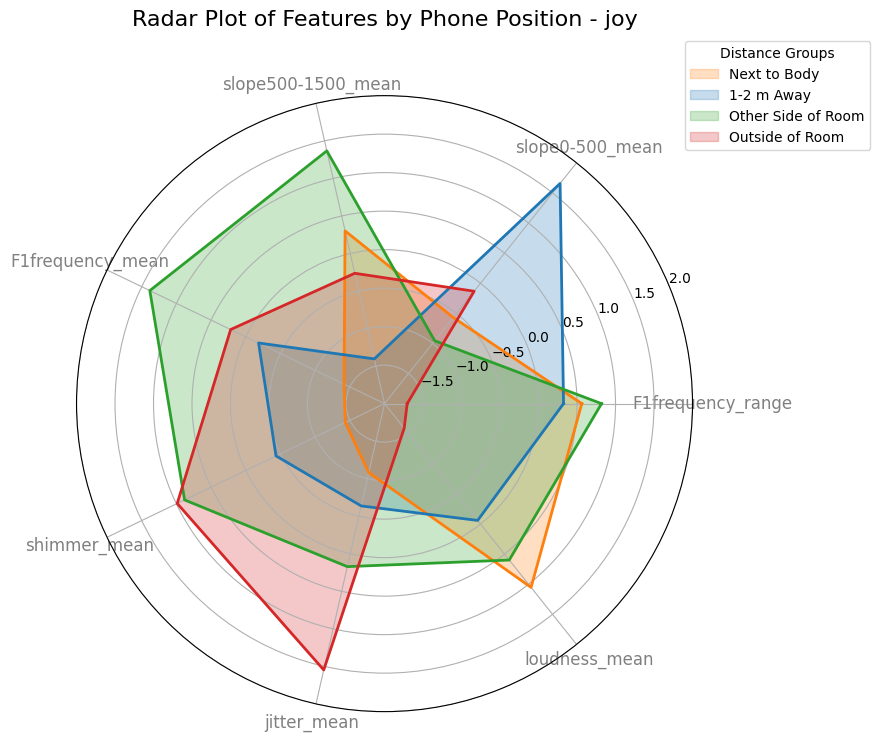 Radar Plot of Features by Phone Position - joy
Distance Groups
Next to Body
1-2 m Away
Other Side of Room
Outside of Room
slope500-1500_mean
slope0-500_mean
F1frequency_mean
2.0
1.5
1.0
0.5
0.0
−0.5
−1.0
−1.5
F1frequency_range
shimmer_mean
loudness_mean
jitter_mean